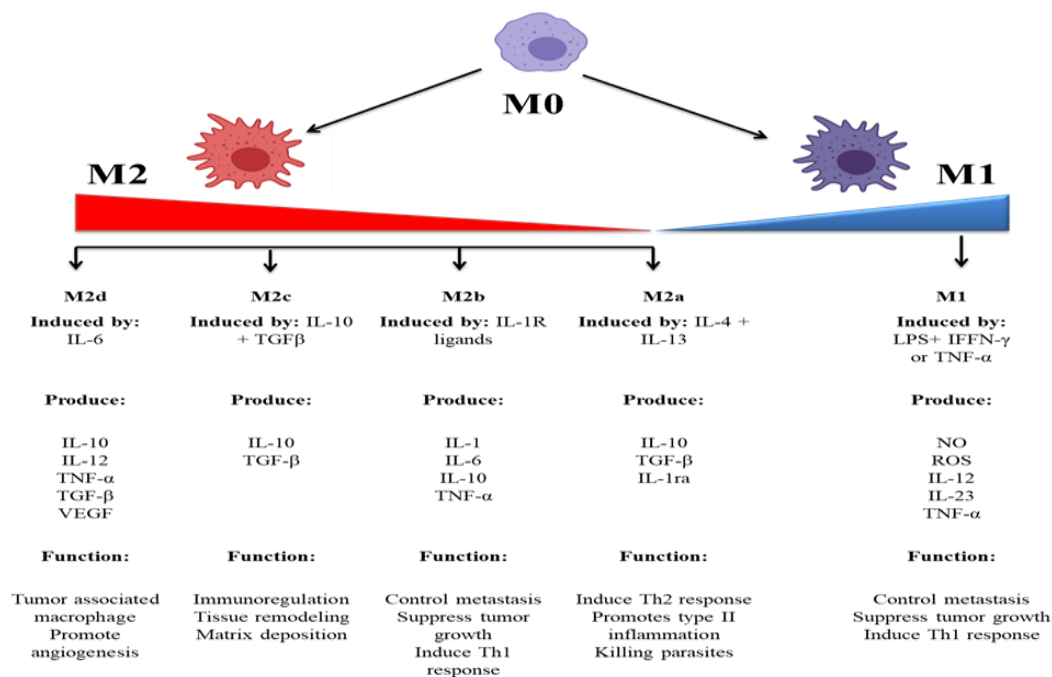 M0
M2
M1
M2d
Induced by:
IL-6
Produce:
IL-10
IL-12
TNF-α
TGF-β
VEGF
Function:
Tumor associated
macrophage
Promote
angiogenesis
M2c
Induced by: IL-10
+ TGFβ
Produce:
IL-10
TGF-β
Function:
Immunoregulation
Tissue remodeling
Matrix deposition
M2b
Induced by: IL-1R
ligands
Produce:
IL-1
IL-6
IL-10
TNF-α
Function:
Control metastasis
Suppress tumor
growth
Induce Th1
response
M2a
Induced by: IL-4 +
IL-13
Produce:
IL-10
TGF-β
IL-1ra
Function:
Induce Th2 response
Promotes type II
inflammation
Killing parasites
M1
Induced by:
LPS+ IFFN-γ
or TNF-α
Produce:
NO
ROS
IL-12
IL-23
TNF-α
Function:
Control metastasis
Suppress tumor growth
Induce Th1 response